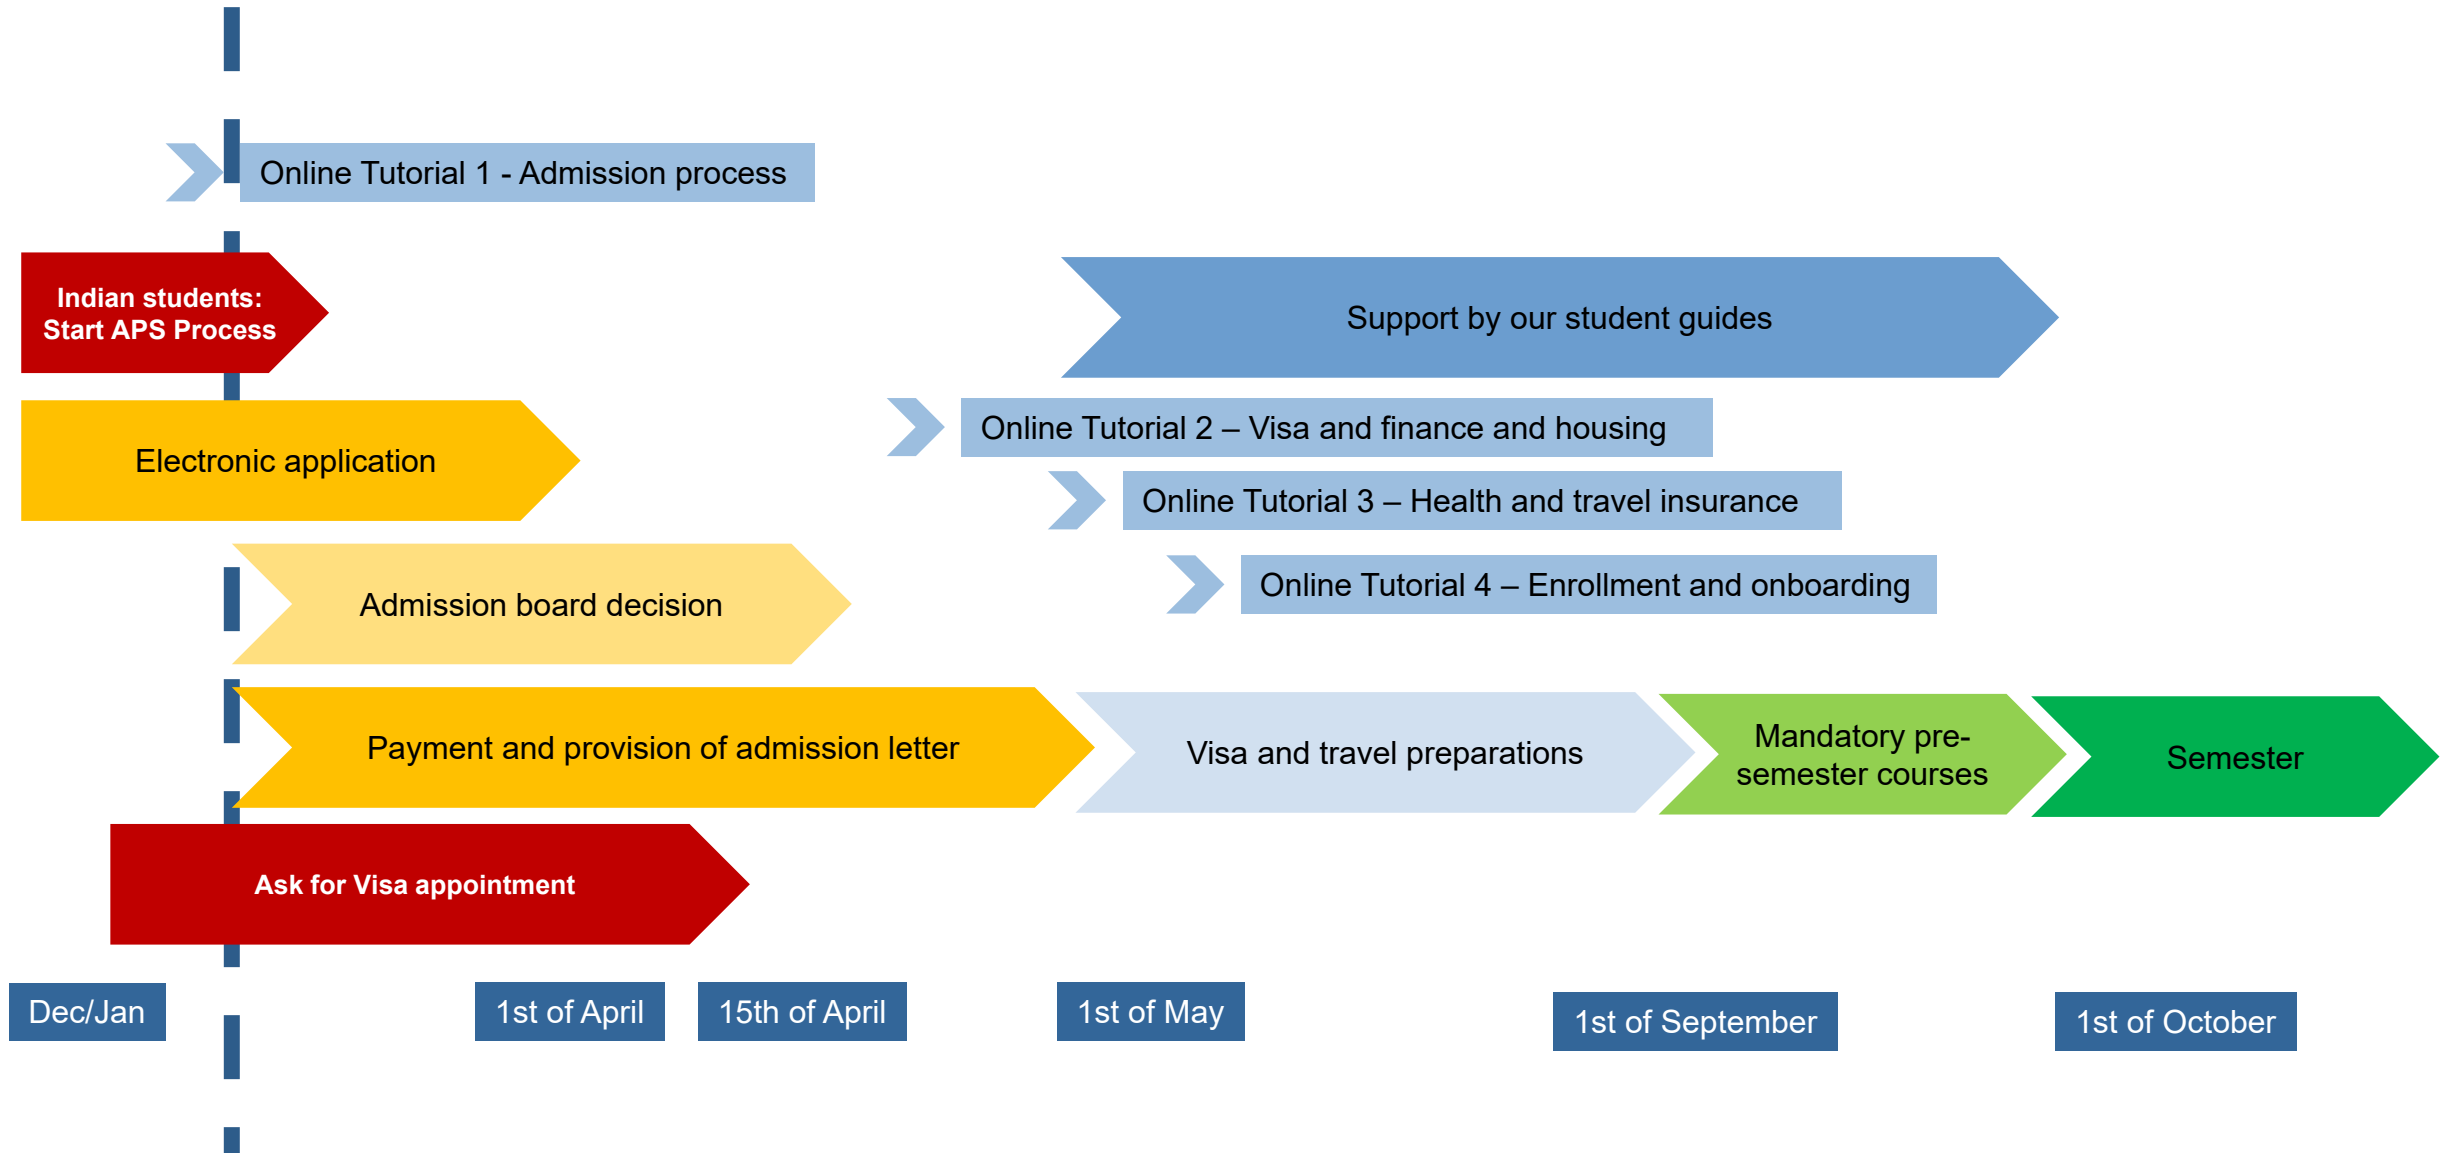 Online Tutorial 1 - Admission process
Indian students:
Start APS Process
Support by our student guides
Electronic application
Online Tutorial 2 – Visa and finance and housing
Online Tutorial 3 – Health and travel insurance
Online Tutorial 4 – Enrollment and onboarding
Admission board decision
Payment and provision of admission letter
Visa and travel preparations
Mandatory pre-
semester courses
Semester
Ask for Visa appointment
Dec/Jan
1st of April
15th of April
1st of May
1st of September
1st of October